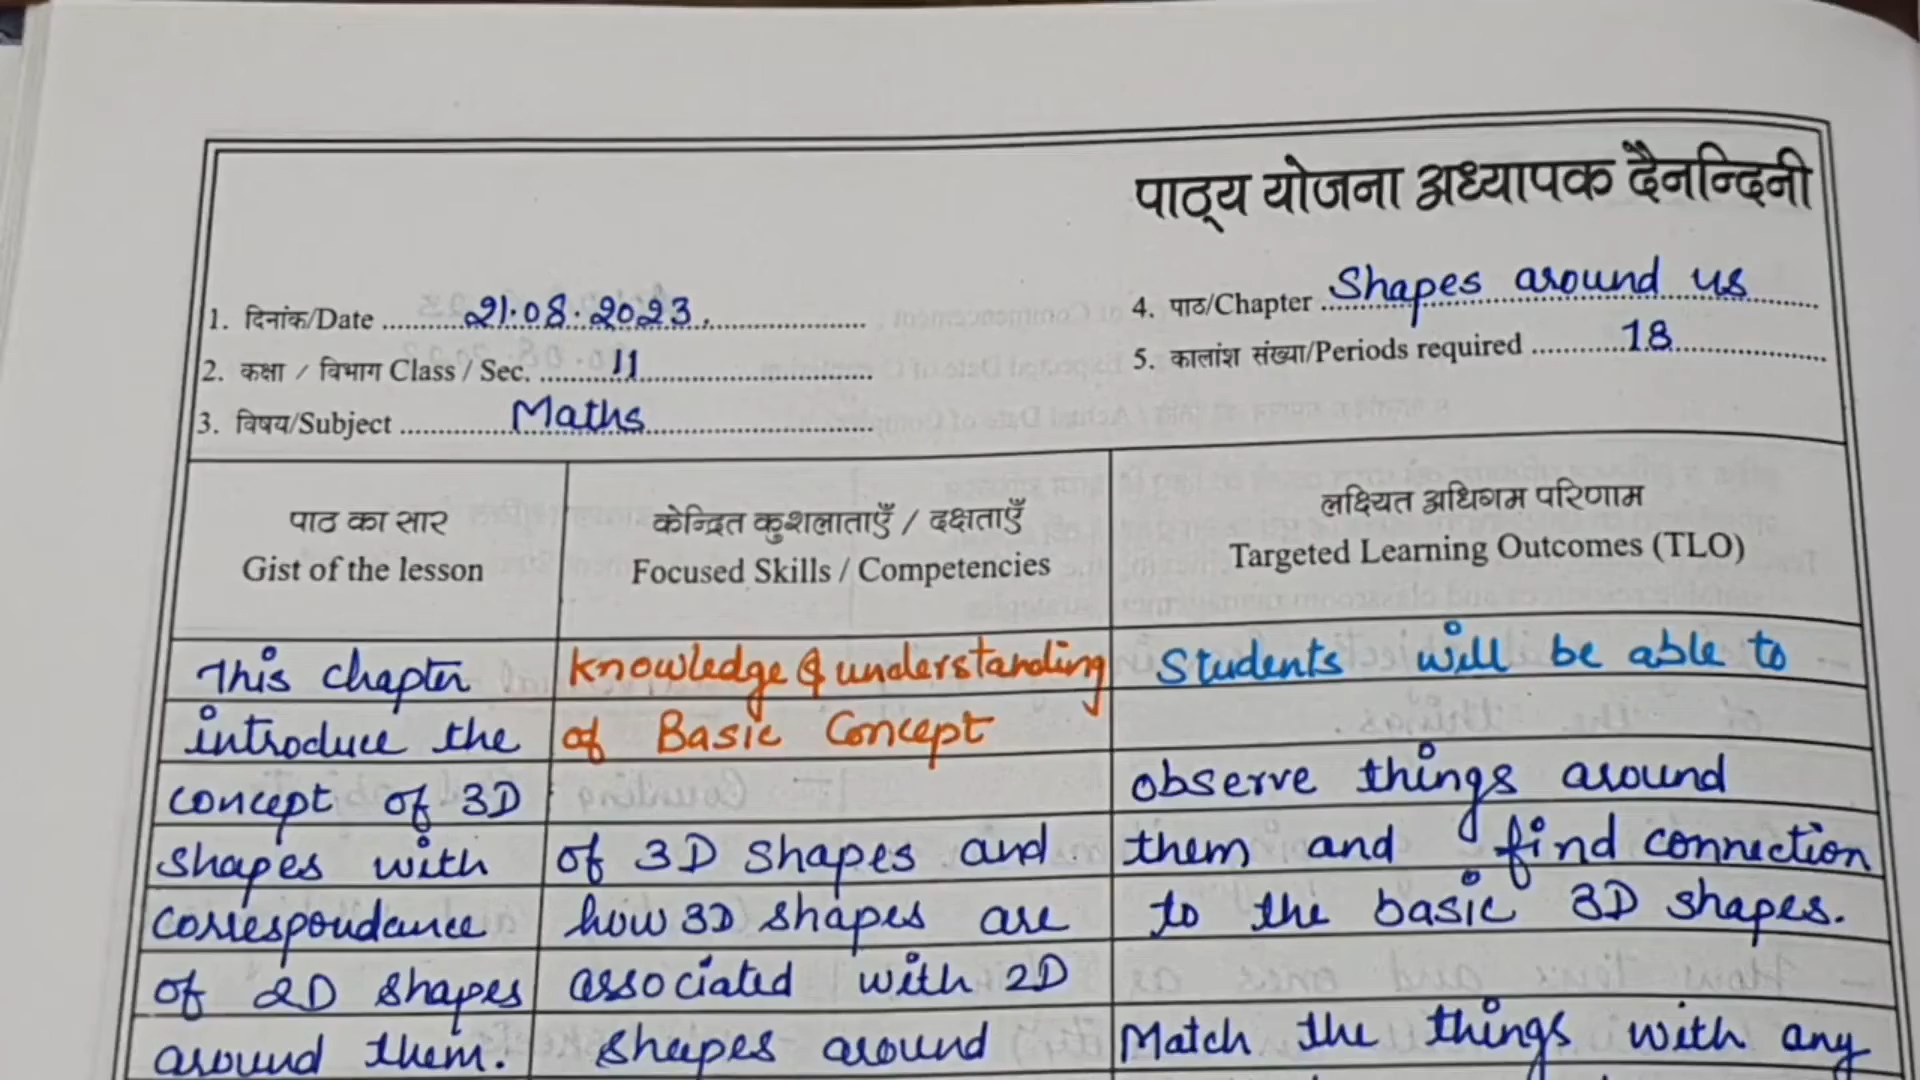 पाठ्य योजना अध्यापक दैनन्दिनी
1. दिनांक/Date 21.08.2023.
2. कक्षा / विभाग Class / Sec. II
3. विषय/Subject Maths
4. पाठ/Chapter Shapes around us
5. कालांश संख्या/Periods required 18
पाठ का सार
Gist of the lesson
This chapter
introduce the
concept of 3D
shapes with
correspondance
of 2D shapes
around them.
केन्द्रित कुशलाताएँ / दक्षताएँ
Focused Skills / Competencies
Knowledge & understanding
of Basic Concept
of 3D shapes and
how 3D shapes are
associated with 2D
shapes around
लक्ष्यित अधिगम परिणाम
Targeted Learning Outcomes (TLO)
Students will be able to
observe things around
them and find connection
to the basic 3D shapes.
Match the things with any